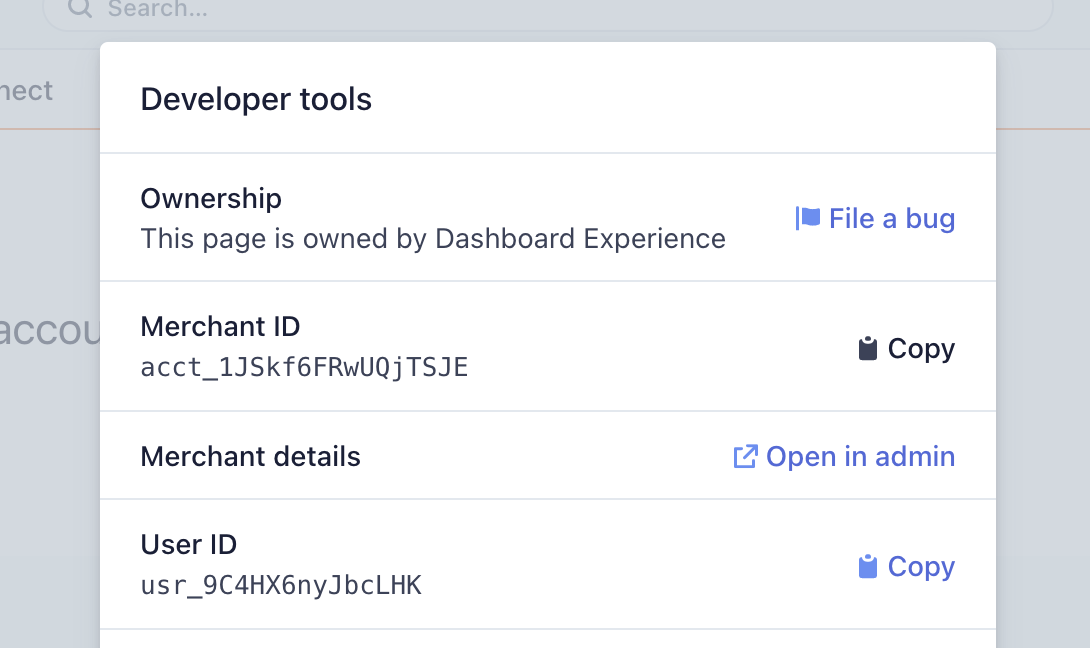 Search...
nect
Developer tools
Ownership
This page is owned by Dashboard Experience
File a bug
accou
Merchant ID
acct_1JSkf6FRwUQjTSJE
Copy
Merchant details
Open in admin
User ID
usr_9C4HX6nyJbcLHK
Copy